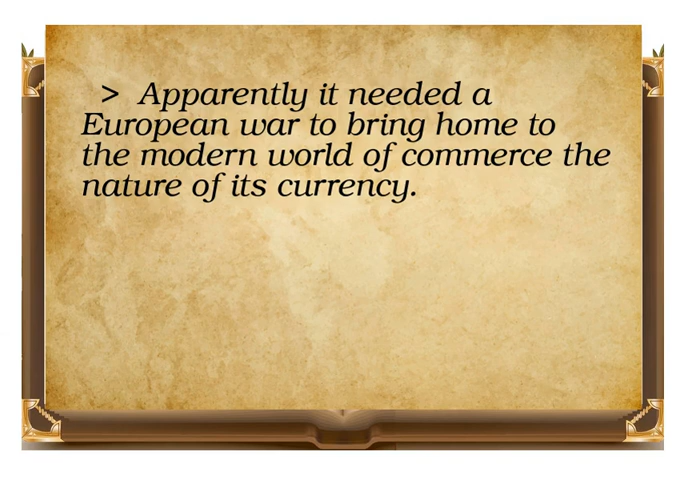 > Apparently it needed a
European war to bring home to
the modern world of commerce the
nature of its currency.